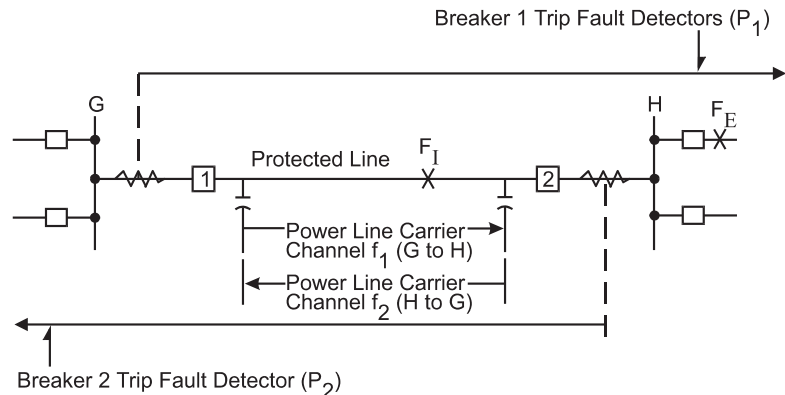 Breaker 1 Trip Fault Detectors (P1)
G
H
FE
FI
Protected Line
1
2
Power Line Carrier
Channel f1 (G to H)
Power Line Carrier
Channel f2 (H to G)
Breaker 2 Trip Fault Detector (P2)